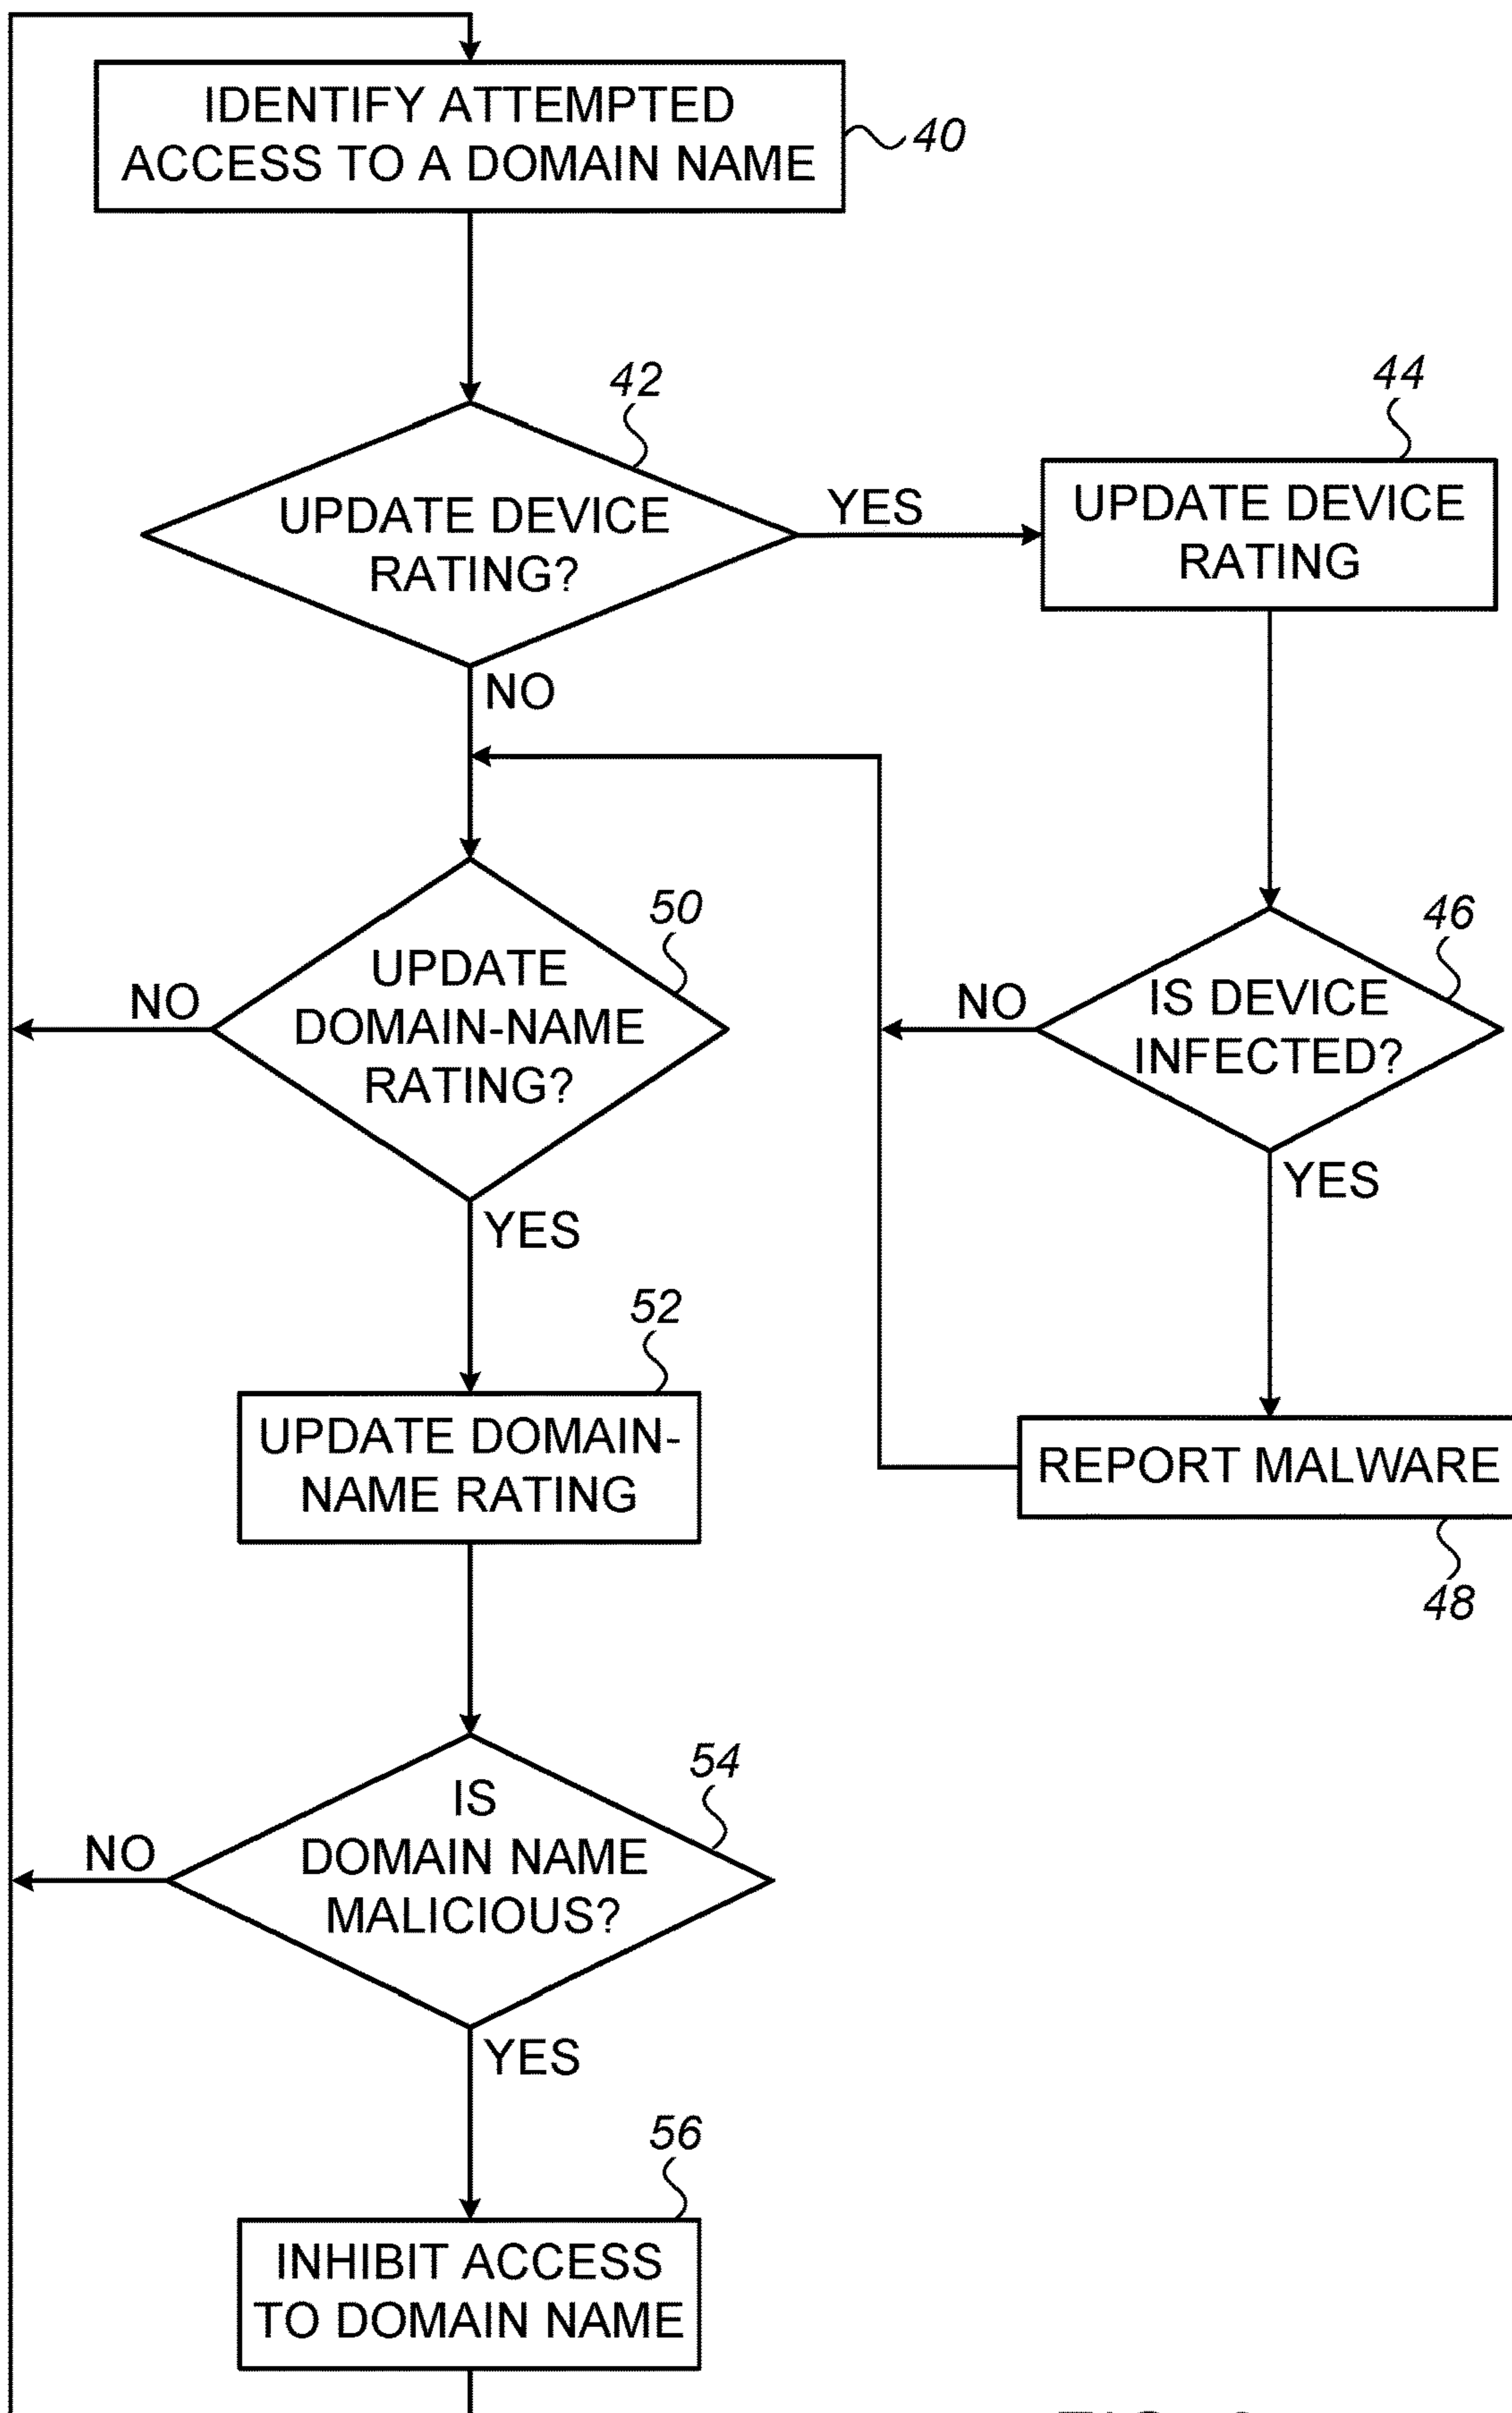 IDENTIFY ATTEMPTED
ACCESS TO A DOMAIN NAME
40
42
UPDATE DEVICE
RATING?
YES
NO
44
UPDATE DEVICE
RATING
50
UPDATE
DOMAIN-NAME
RATING?
NO
YES
46
IS DEVICE
INFECTED?
NO
YES
52
UPDATE DOMAIN-
NAME RATING
REPORT MALWARE
48
54
IS
DOMAIN NAME
MALICIOUS?
NO
YES
56
INHIBIT ACCESS
TO DOMAIN NAME